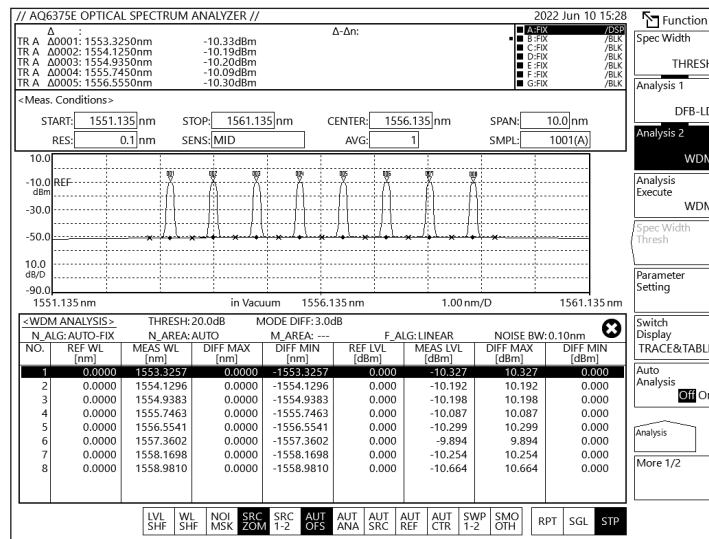 // AQ6375E OPTICAL SPECTRUM ANALYZER // 2022 Jun 10 15:28
Δ : Δ-Δn:
TR A Δ0001: 1553.3250nm -10.33dBm
TR A Δ0002: 1554.1250nm -10.19dBm
TR A Δ0003: 1554.9350nm -10.20dBm
TR A Δ0004: 1555.7450nm -10.09dBm
TR A Δ0005: 1556.5550nm -10.30dBm
A:FIX /DSP
B:FIX /BLK
C:FIX /BLK
D:FIX /BLK
E:FIX /BLK
F:FIX /BLK
G:FIX /BLK
<Meas. Conditions>
START: 1551.135 nm STOP: 1561.135 nm CENTER: 1556.135 nm SPAN: 10.0 nm
RES: 0.1 nm SENS: MID AVG: 1 SMPL: 1001(A)
10.0
-10.0 REF
dBm
-30.0
-50.0
10.0
dB/D
-90.0
001 002 003 004 005 006 007 008
1551.135 nm in Vacuum 1556.135 nm 1.00 nm/D 1561.135 nm
<WDM ANALYSIS> THRESH: 20.0dB MODE DIFF: 3.0dB
N_ALG: AUTO-FIX N_AREA: AUTO M_AREA: --- F_ALG: LINEAR NOISE BW: 0.10nm
NO. REF WL MEAS WL DIFF MAX DIFF MIN REF LVL MEAS LVL DIFF MAX DIFF MIN
[nm] [nm] [nm] [nm] [dBm] [dBm] [dBm] [dBm]
1 0.0000 1553.3257 0.0000 -1553.3257 0.000 -10.327 10.327 0.000
2 0.0000 1554.1296 0.0000 -1554.1296 0.000 -10.192 10.192 0.000
3 0.0000 1554.9383 0.0000 -1554.9383 0.000 -10.198 10.198 0.000
4 0.0000 1555.7463 0.0000 -1555.7463 0.000 -10.087 10.087 0.000
5 0.0000 1556.5541 0.0000 -1556.5541 0.000 -10.299 10.299 0.000
6 0.0000 1557.3602 0.0000 -1557.3602 0.000 -9.894 9.894 0.000
7 0.0000 1558.1698 0.0000 -1558.1698 0.000 -10.254 10.254 0.000
8 0.0000 1558.9810 0.0000 -1558.9810 0.000 -10.664 10.664 0.000
LVL WL NOI SRC SRC AUT AUT AUT AUT AUT SWP SMO RPT SGL STP
SHF SHF MSK ZOM 1-2 OFS ANA SRC REF CTR 1-2 OTH
Function
Spec Width
THRESH
Analysis 1
DFB-LD
Analysis 2
WDM
Analysis
Execute
WDM
Spec Width
Thresh
Parameter
Setting
Switch
Display
TRACE&TABLE
Auto
Analysis
Off On
Analysis
More 1/2